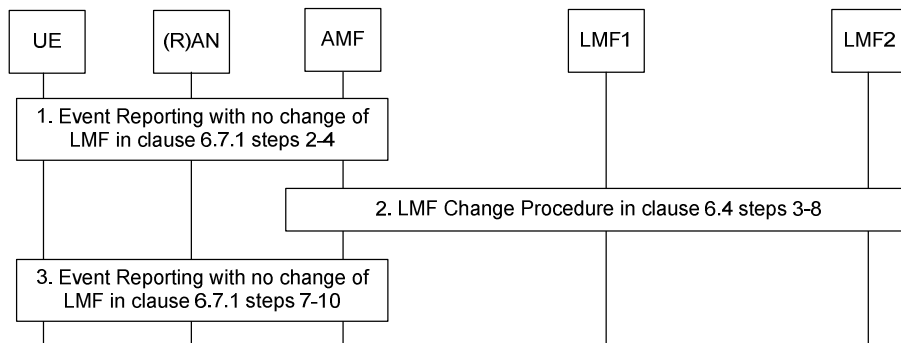 UE
(R)AN
AMF
LMF1
LMF2
1. Event Reporting with no change of
LMF in clause 6.7.1 steps 2-4
2. LMF Change Procedure in clause 6.4 steps 3-8
3. Event Reporting with no change of
LMF in clause 6.7.1 steps 7-10